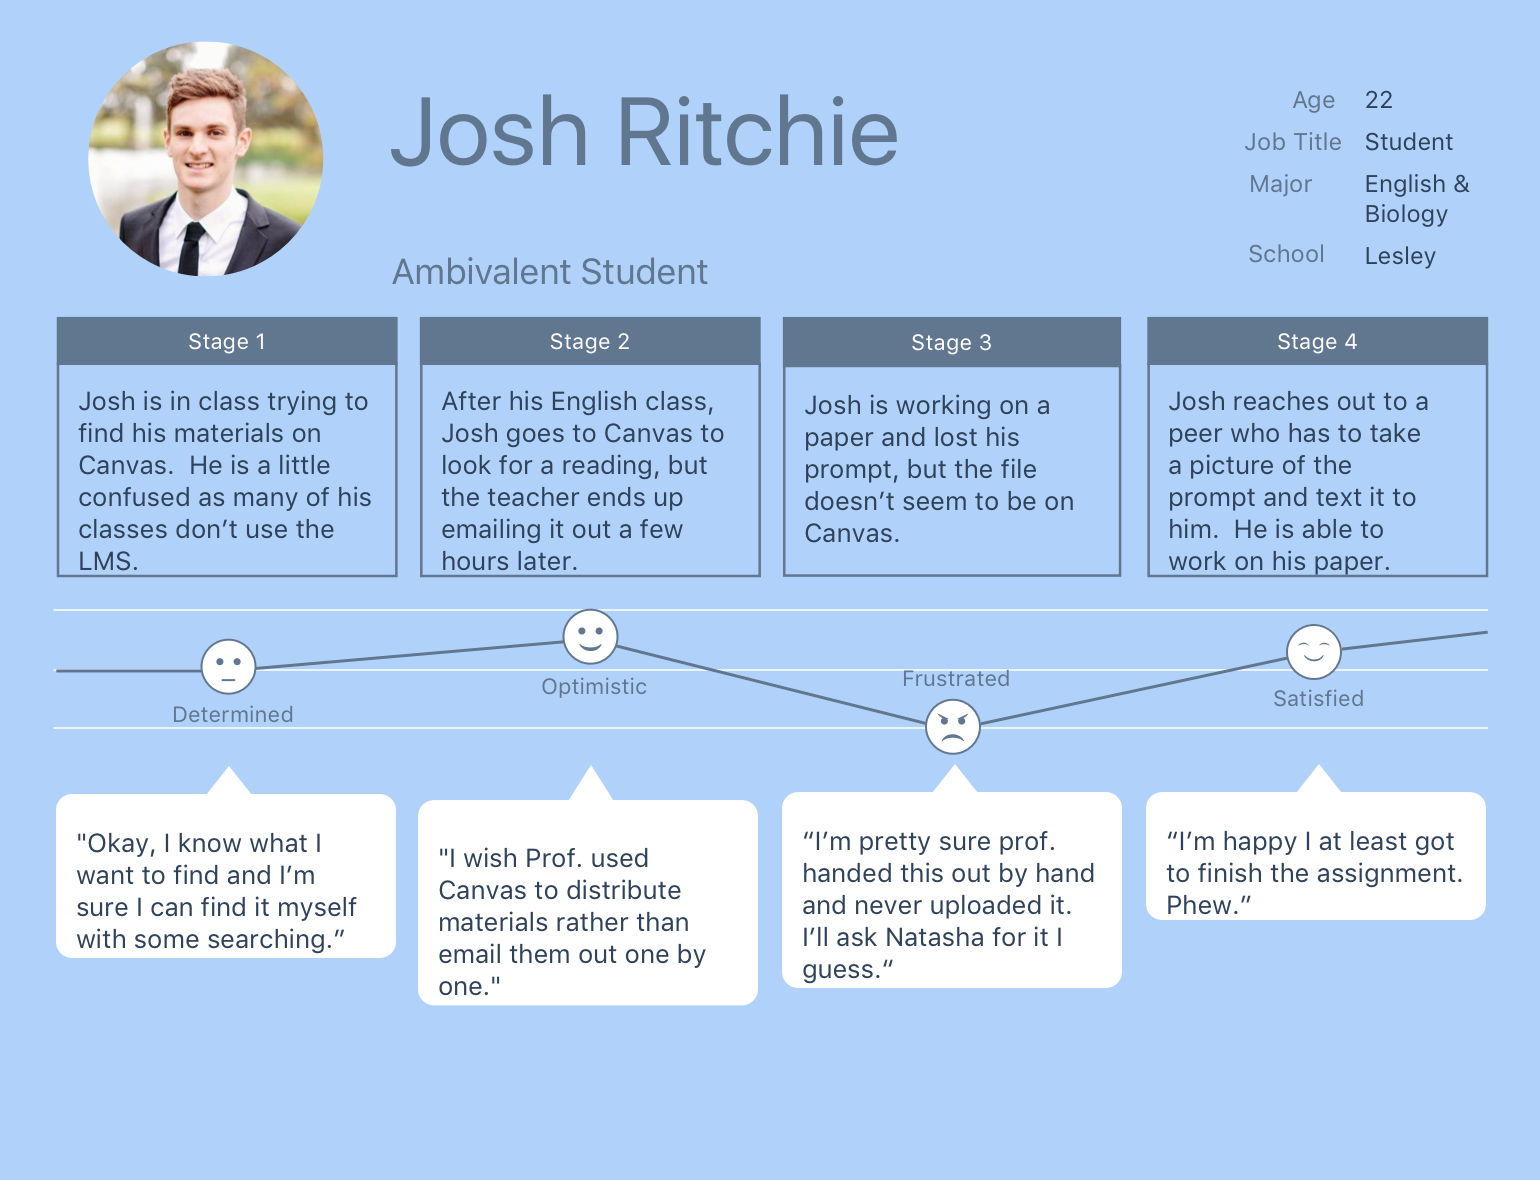 Josh Ritchie
Ambivalent Student
Age 22
Job Title Student
Major English &
Biology
School Lesley
Stage 1
Josh is in class trying to
find his materials on
Canvas.  He is a little
confused as many of his
classes don’t use the
LMS.
Stage 2
After his English class,
Josh goes to Canvas to
look for a reading, but
the teacher ends up
emailing it out a few
hours later.
Stage 3
Josh is working on a
paper and lost his
prompt, but the file
doesn’t seem to be on
Canvas.
Stage 4
Josh reaches out to a
peer who has to take
a picture of the
prompt and text it to
him.  He is able to
work on his paper.
Determined
Optimistic
Frustrated
Satisfied
"Okay, I know what I
want to find and I’m
sure I can find it myself
with some searching.”
"I wish Prof. used
Canvas to distribute
materials rather than
email them out one by
one."
“I’m pretty sure prof.
handed this out by hand
and never uploaded it.
I’ll ask Natasha for it I
guess.“
“I’m happy I at least got
to finish the assignment.
Phew.”